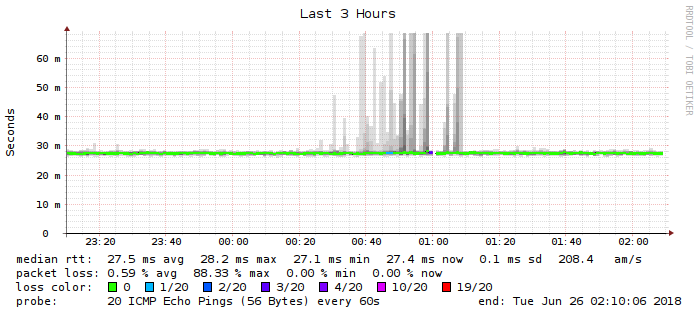 Last 3 Hours
RRDTOOL / TOBI OETIKER
Seconds
60 m
50 m
40 m
30 m
20 m
10 m
0
23:20 23:40 00:00 00:20 00:40 01:00 01:20 01:40 02:00
median rtt: 27.5 ms avg 28.2 ms max 27.1 ms min 27.4 ms now 0.1 ms sd 208.4 am/s
packet loss: 0.59 % avg 88.33 % max 0.00 % min 0.00 % now
loss color: 0 1/20 2/20 3/20 4/20 10/20 19/20
probe: 20 ICMP Echo Pings (56 Bytes) every 60s end: Tue Jun 26 02:10:06 2018